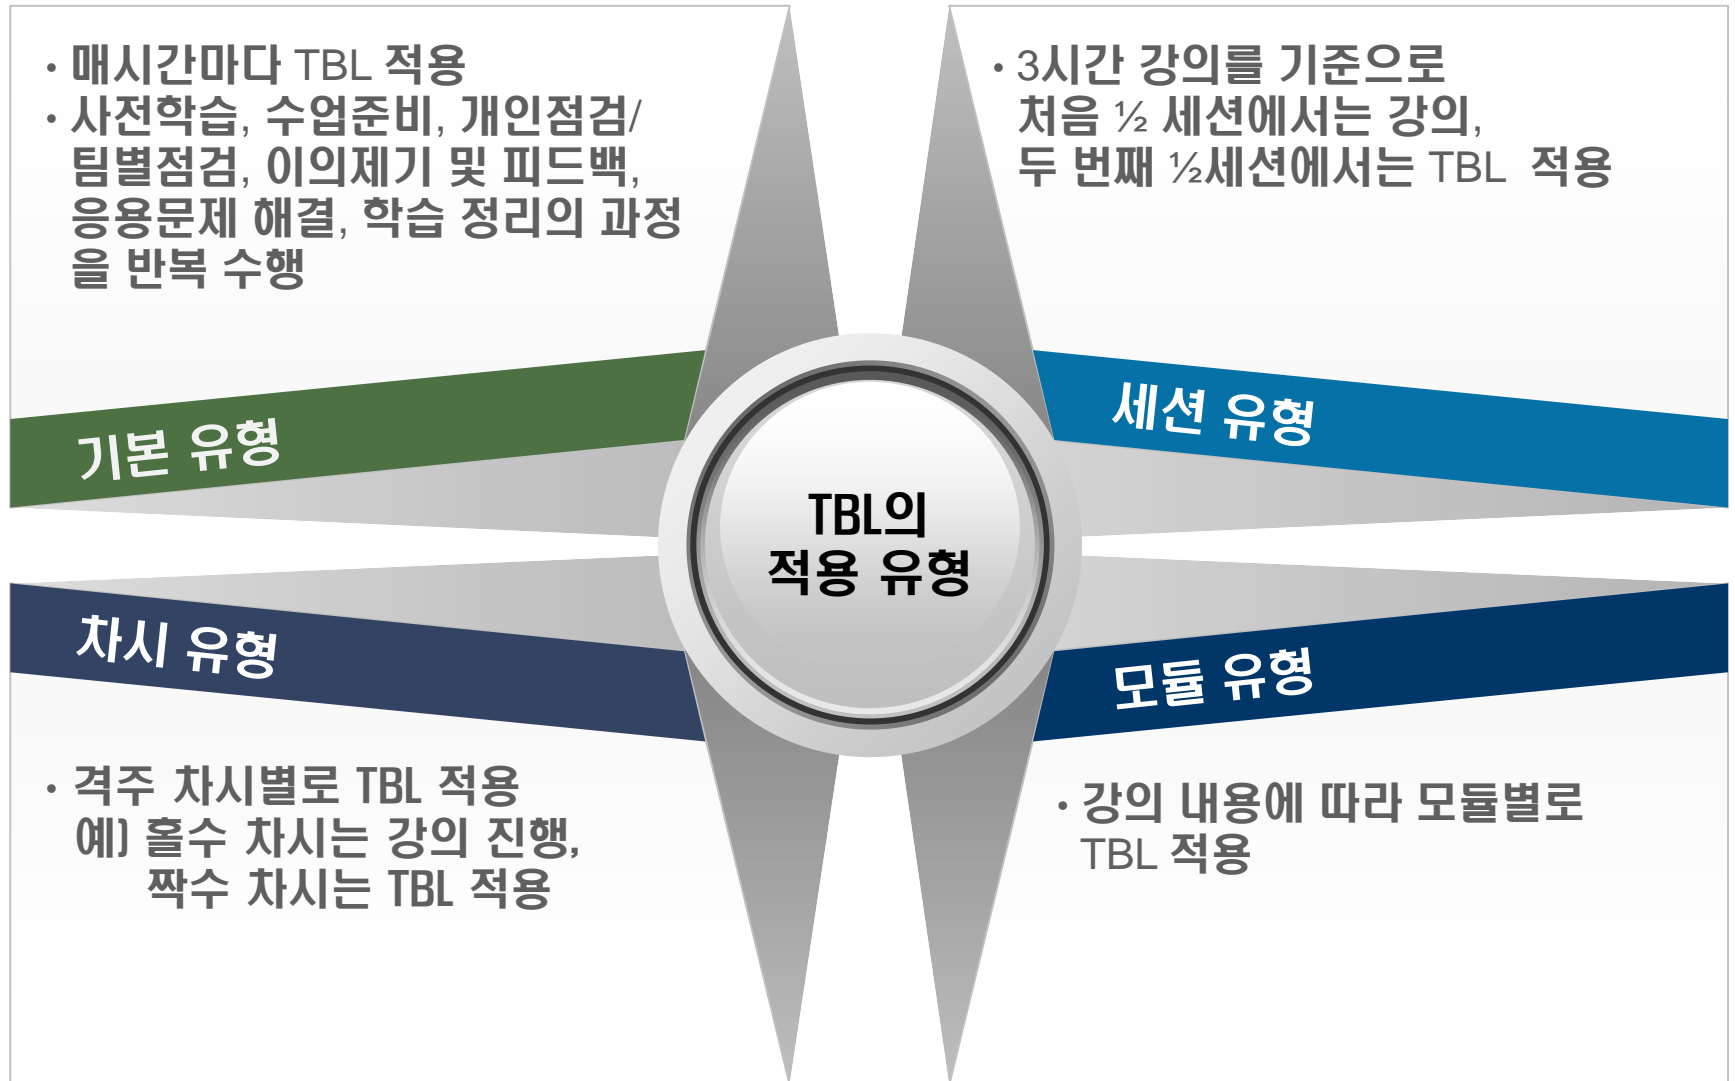 · 매시간마다 TBL 적용
· 사전학습, 수업준비, 개인점검/
팀별점검, 이의제기 및 피드백,
응용문제 해결, 학습 정리의 과정
을 반복 수행
기본 유형
· 3시간 강의를 기준으로
처음 ½ 세션에서는 강의,
두 번째 ½세션에서는 TBL 적용
세션 유형
TBL의
적용 유형
차시 유형
· 격주 차시별로 TBL 적용
예) 홀수 차시는 강의 진행,
짝수 차시는 TBL 적용
모듈 유형
· 강의 내용에 따라 모듈별로
TBL 적용